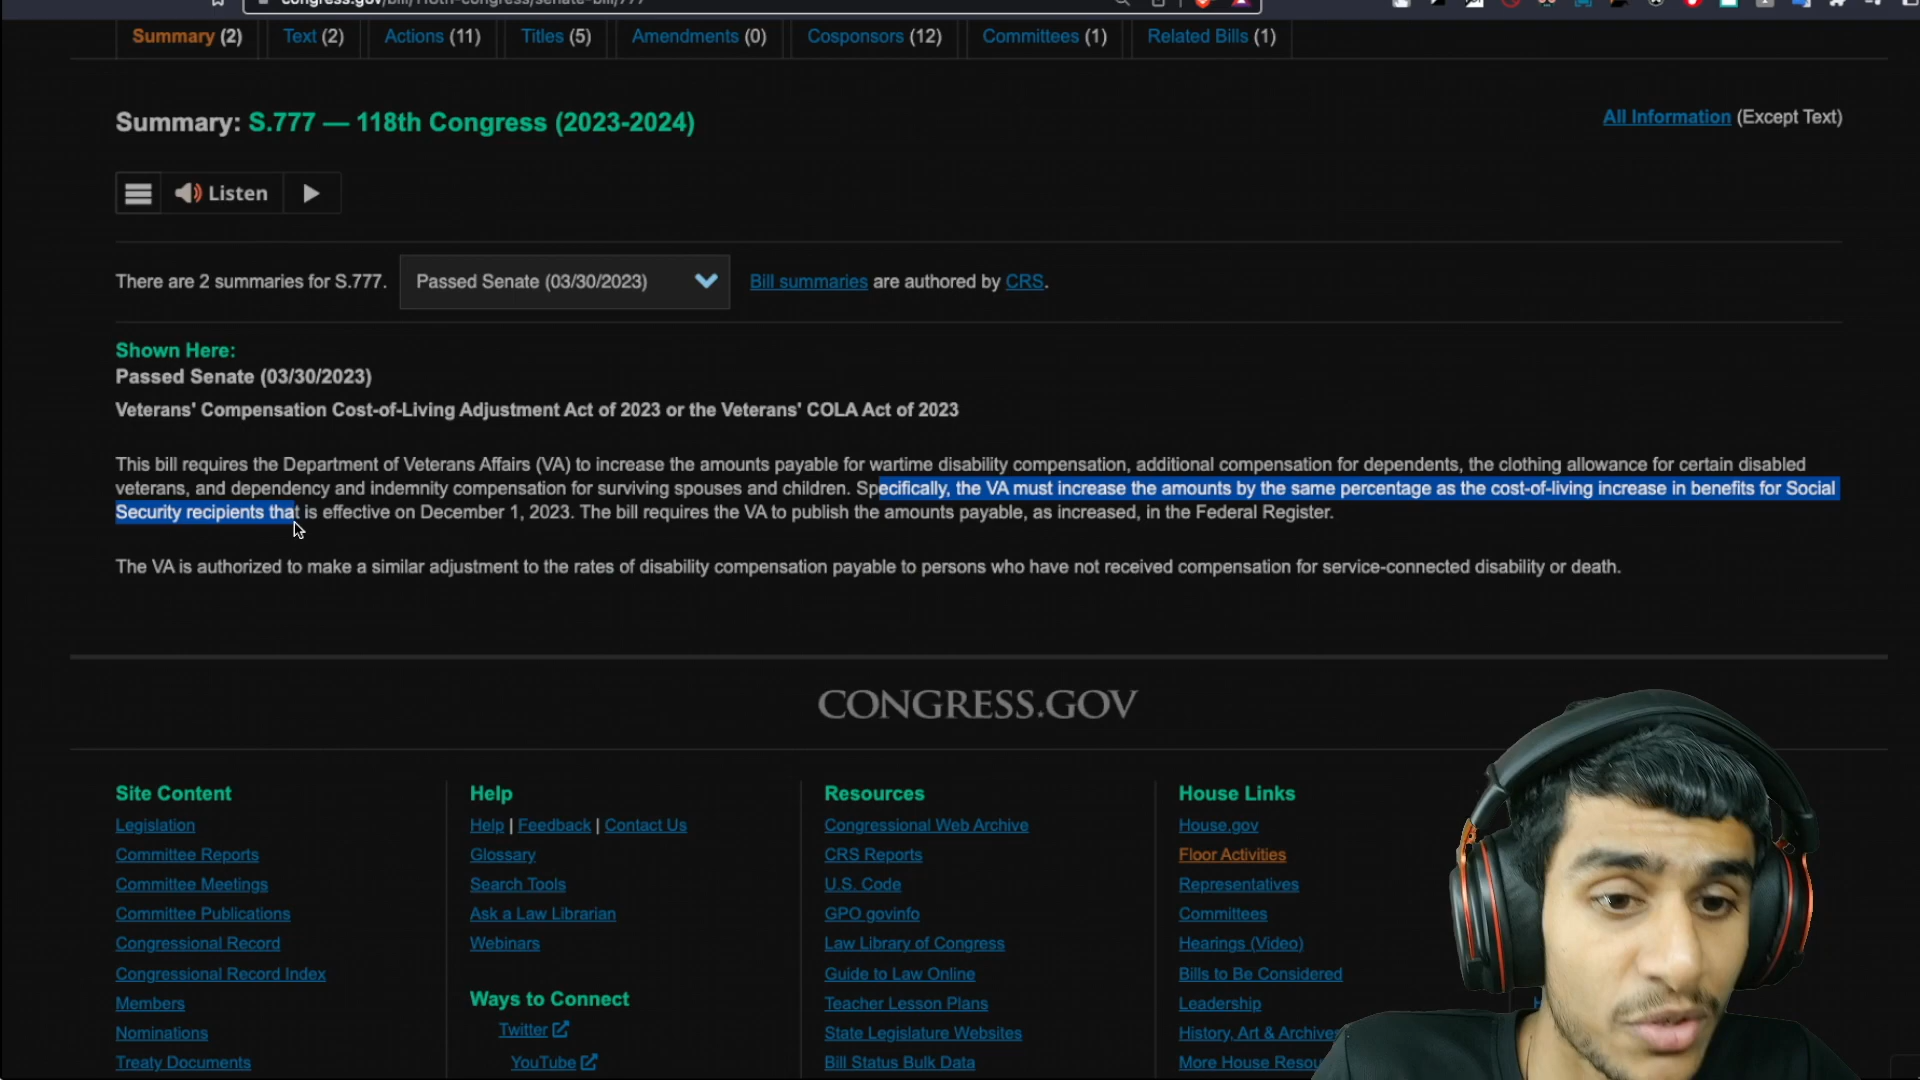 congress.gov/bill/118th-congress/senate-bill/777
Summary (2) Text (2) Actions (11) Titles (5) Amendments (0) Cosponsors (12) Committees (1) Related Bills (1)
Summary: S.777 — 118th Congress (2023-2024)
All Information (Except Text)
Listen
There are 2 summaries for S.777. Passed Senate (03/30/2023) Bill summaries are authored by CRS.
Shown Here:
Passed Senate (03/30/2023)
Veterans' Compensation Cost-of-Living Adjustment Act of 2023 or the Veterans' COLA Act of 2023
This bill requires the Department of Veterans Affairs (VA) to increase the amounts payable for wartime disability compensation, additional compensation for dependents, the clothing allowance for certain disabled
veterans, and dependency and indemnity compensation for surviving spouses and children. Specifically, the VA must increase the amounts by the same percentage as the cost-of-living increase in benefits for Social
Security recipients that is effective on December 1, 2023. The bill requires the VA to publish the amounts payable, as increased, in the Federal Register.
The VA is authorized to make a similar adjustment to the rates of disability compensation payable to persons who have not received compensation for service-connected disability or death.
CONGRESS.GOV
Site Content
Legislation
Committee Reports
Committee Meetings
Committee Publications
Congressional Record
Congressional Record Index
Members
Nominations
Treaty Documents
Help
Help | Feedback | Contact Us
Glossary
Search Tools
Ask a Law Librarian
Webinars
Ways to Connect
Twitter
YouTube
Resources
Congressional Web Archive
CRS Reports
U.S. Code
GPO govinfo
Law Library of Congress
Guide to Law Online
Teacher Lesson Plans
State Legislature Websites
Bill Status Bulk Data
House Links
House.gov
Floor Activities
Representatives
Committees
Hearings (Video)
Bills to Be Considered
Leadership
History, Art & Archives
More House